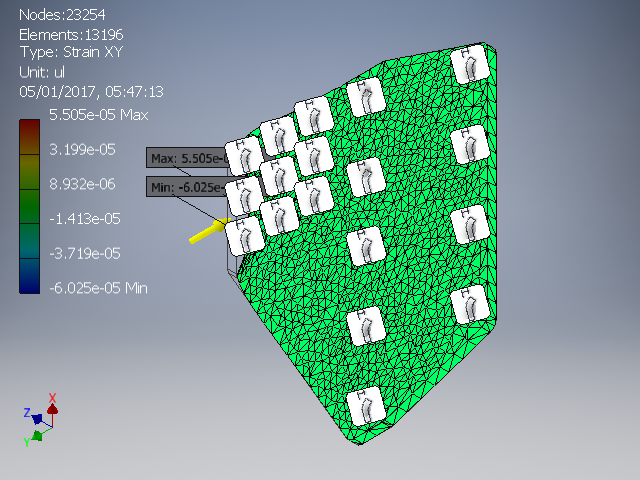 Nodes:23254
Elements:13196
Type: Strain XY
Unit: ul
05/01/2017, 05:47:13
5.505e-05 Max
3.199e-05
8.932e-06
-1.413e-05
-3.719e-05
-6.025e-05 Min
Max: 5.505e-
Min: -6.025e-
X
Z
Y